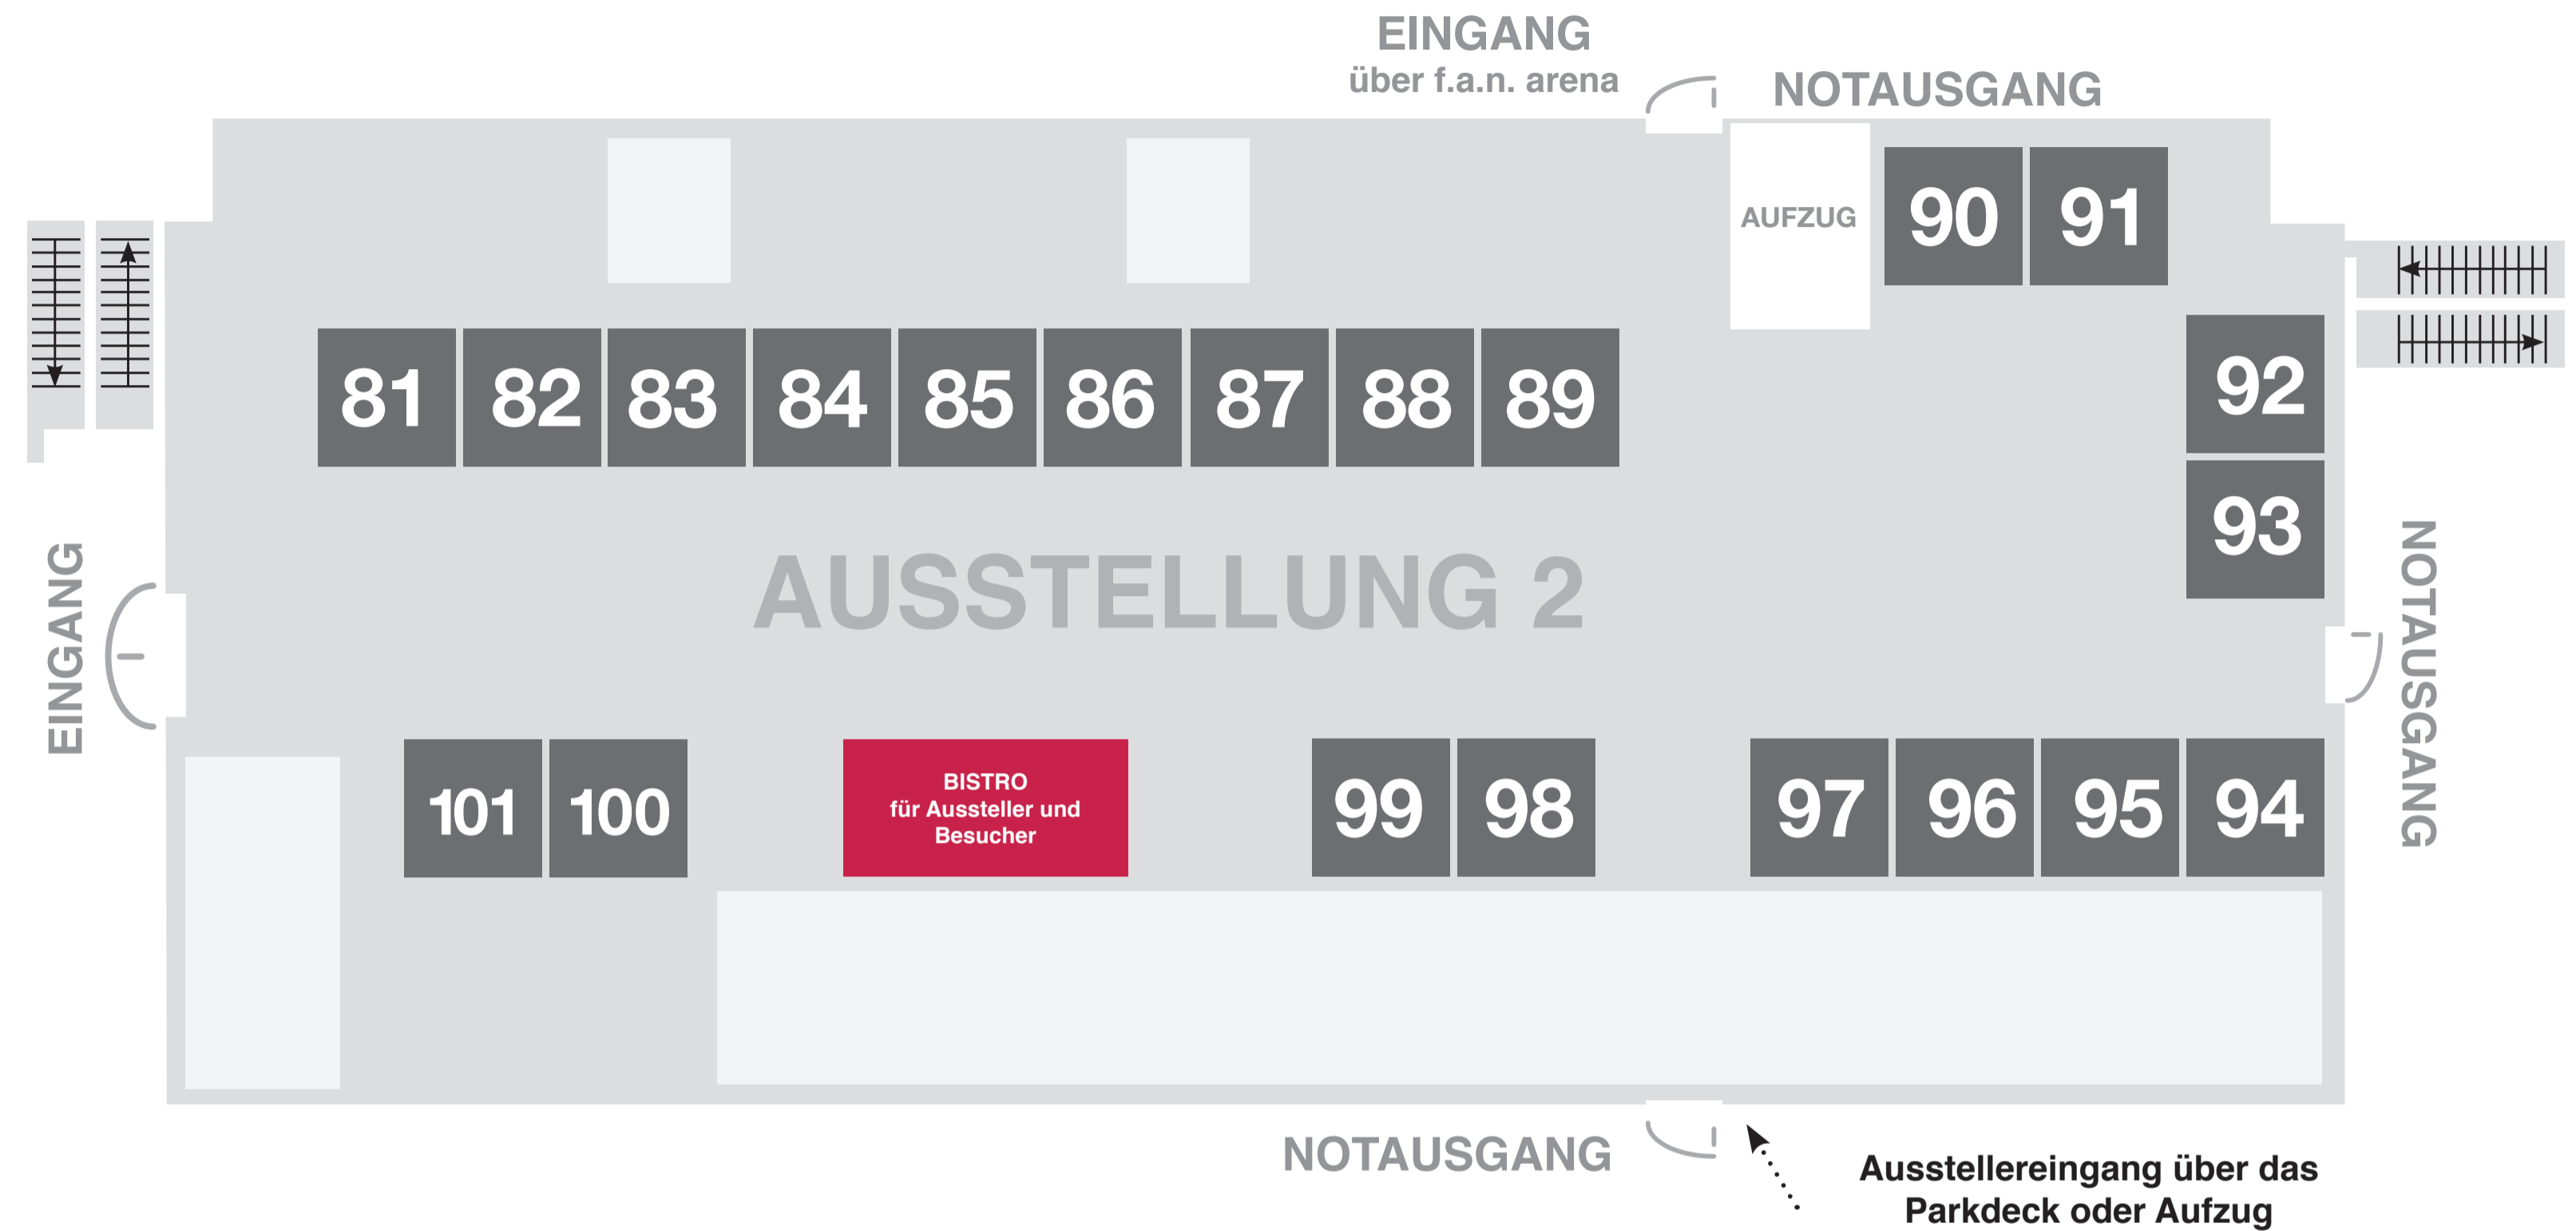 EINGANG
über f.a.n. arena
NOTAUSGANG
AUFZUG
90 91
81 82 83 84 85 86 87 88 89
92
93
EINGANG
AUSSTELLUNG 2
NOTAUSGANG
101 100
BISTRO
für Aussteller und
Besucher
99 98
97 96 95 94
NOTAUSGANG
Ausstellereingang über das
Parkdeck oder Aufzug